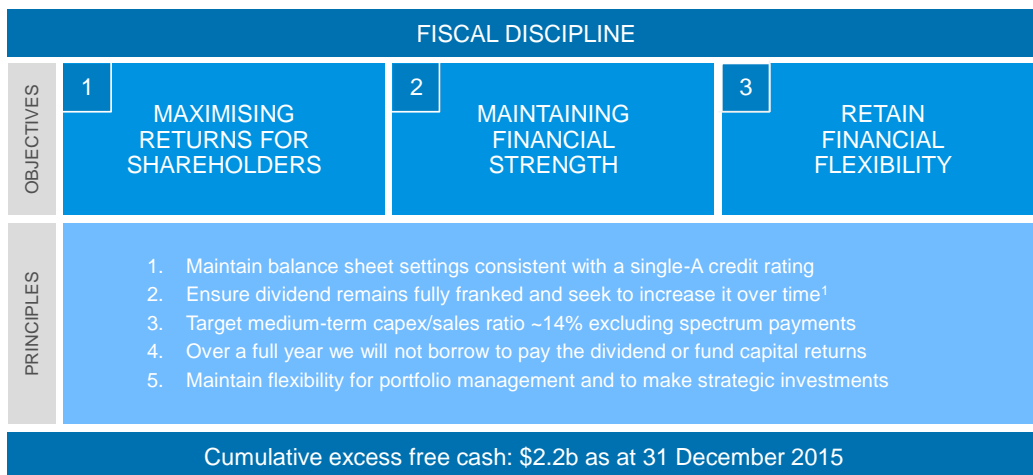 FISCAL DISCIPLINE
OBJECTIVES
1
MAXIMISING
RETURNS FOR
SHAREHOLDERS
2
MAINTAINING
FINANCIAL
STRENGTH
3
RETAIN
FINANCIAL
FLEXIBILITY
PRINCIPLES
1. Maintain balance sheet settings consistent with a single-A credit rating
2. Ensure dividend remains fully franked and seek to increase it over time¹
3. Target medium-term capex/sales ratio ~14% excluding spectrum payments
4. Over a full year we will not borrow to pay the dividend or fund capital returns
5. Maintain flexibility for portfolio management and to make strategic investments
Cumulative excess free cash: $2.2b as at 31 December 2015